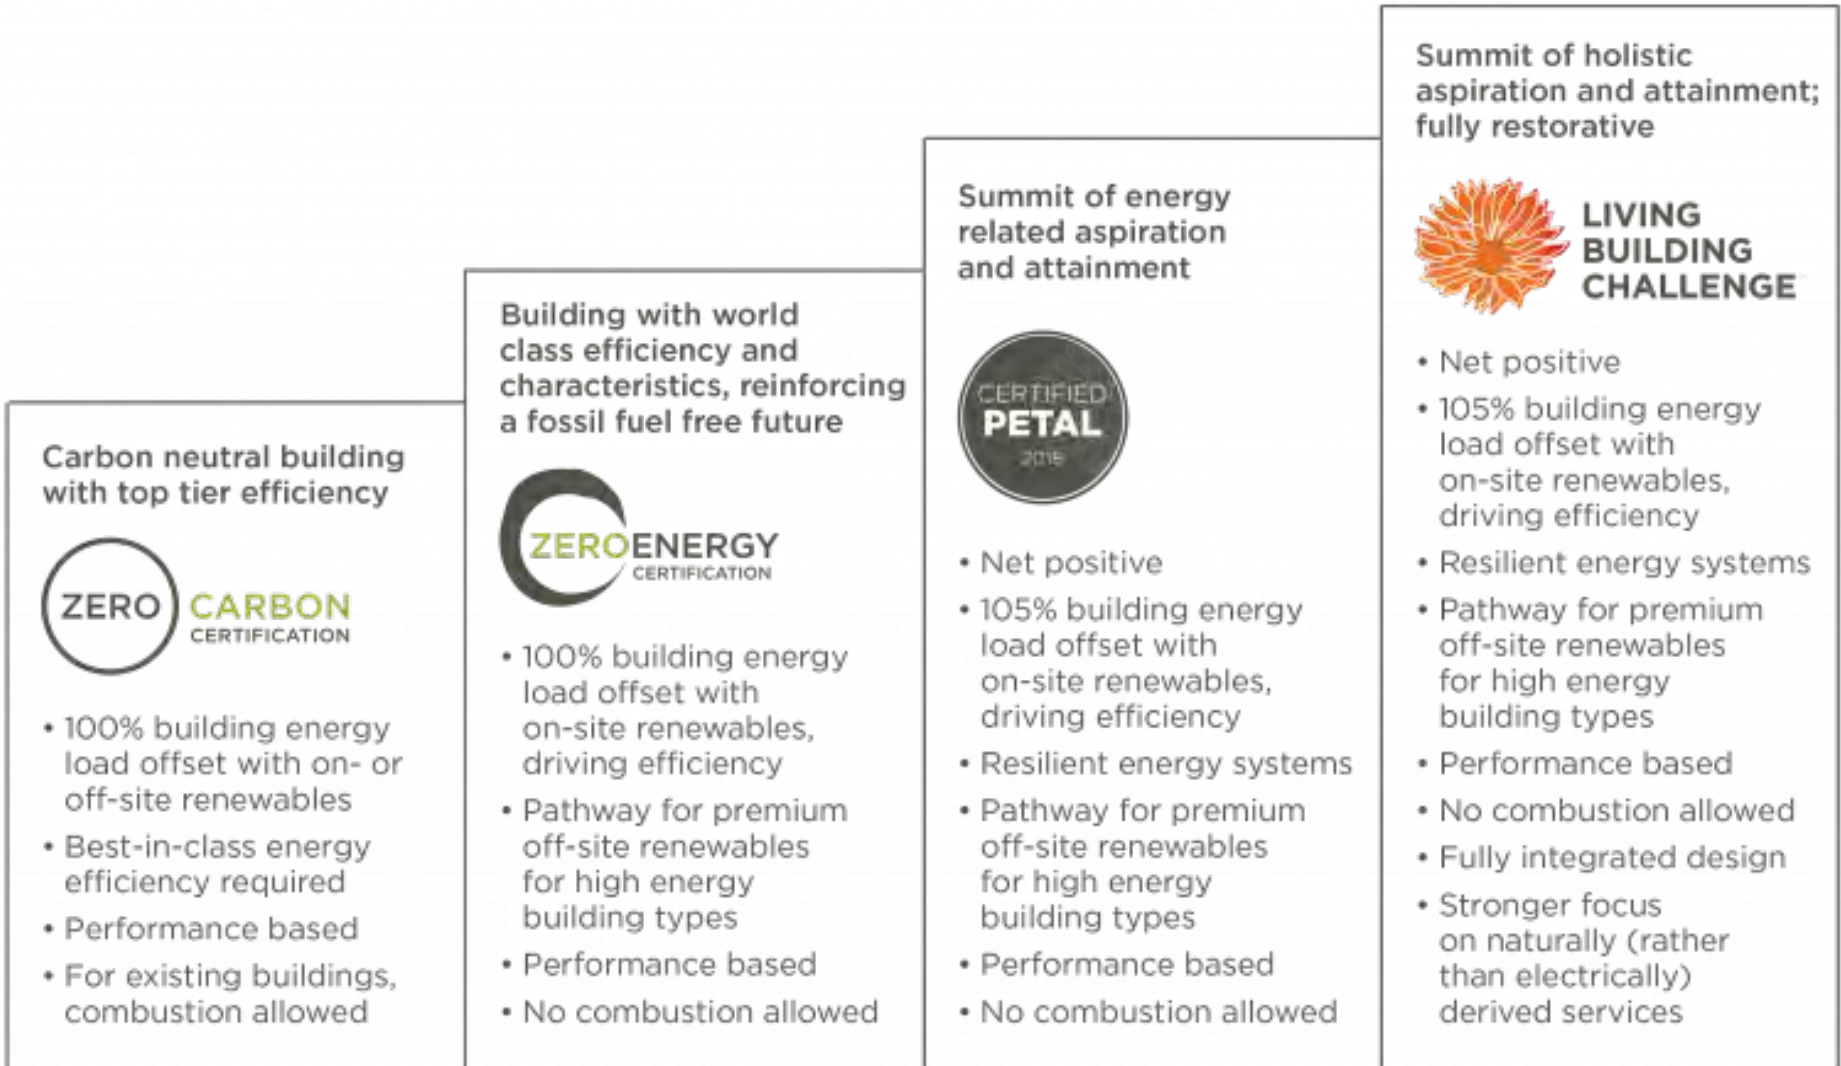 Carbon neutral building
with top tier efficiency
ZERO CARBON
CERTIFICATION
• 100% building energy
load offset with on- or
off-site renewables
• Best-in-class energy
efficiency required
• Performance based
• For existing buildings,
combustion allowed
Building with world
class efficiency and
characteristics, reinforcing
a fossil fuel free future
ZEROENERGY
CERTIFICATION
• 100% building energy
load offset with
on-site renewables,
driving efficiency
• Pathway for premium
off-site renewables
for high energy
building types
• Performance based
• No combustion allowed
Summit of energy
related aspiration
and attainment
CERTIFIED
PETAL
• Net positive
• 105% building energy
load offset with
on-site renewables,
driving efficiency
• Resilient energy systems
• Pathway for premium
off-site renewables
for high energy
building types
• Performance based
• No combustion allowed
Summit of holistic
aspiration and attainment;
fully restorative
LIVING
BUILDING
CHALLENGE
• Net positive
• 105% building energy
load offset with
on-site renewables,
driving efficiency
• Resilient energy systems
• Pathway for premium
off-site renewables
for high energy
building types
• Performance based
• No combustion allowed
• Fully integrated design
• Stronger focus
on naturally (rather
than electrically)
derived services